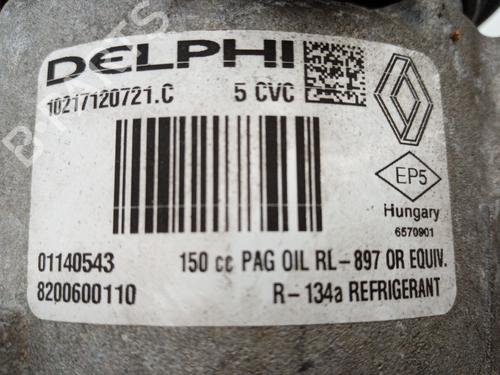 DELPHI
10217120721.C 5 CVC
EP5
Hungary
6570901
01140543 150 cc PAG OIL RL-897 OR EQUIV.
8200600110 R-134a REFRIGERANT